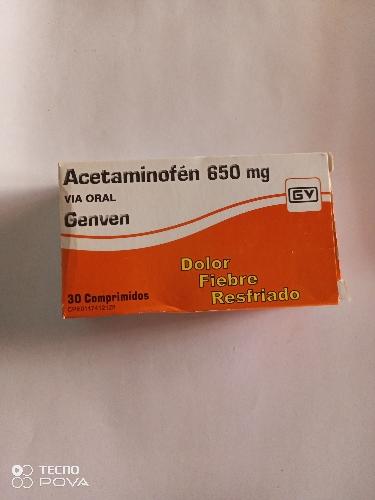 Acetaminofén 650 mg
VIA ORAL
Genven
GV
Dolor
Fiebre
Resfriado
30 Comprimidos
TECNO
POVA